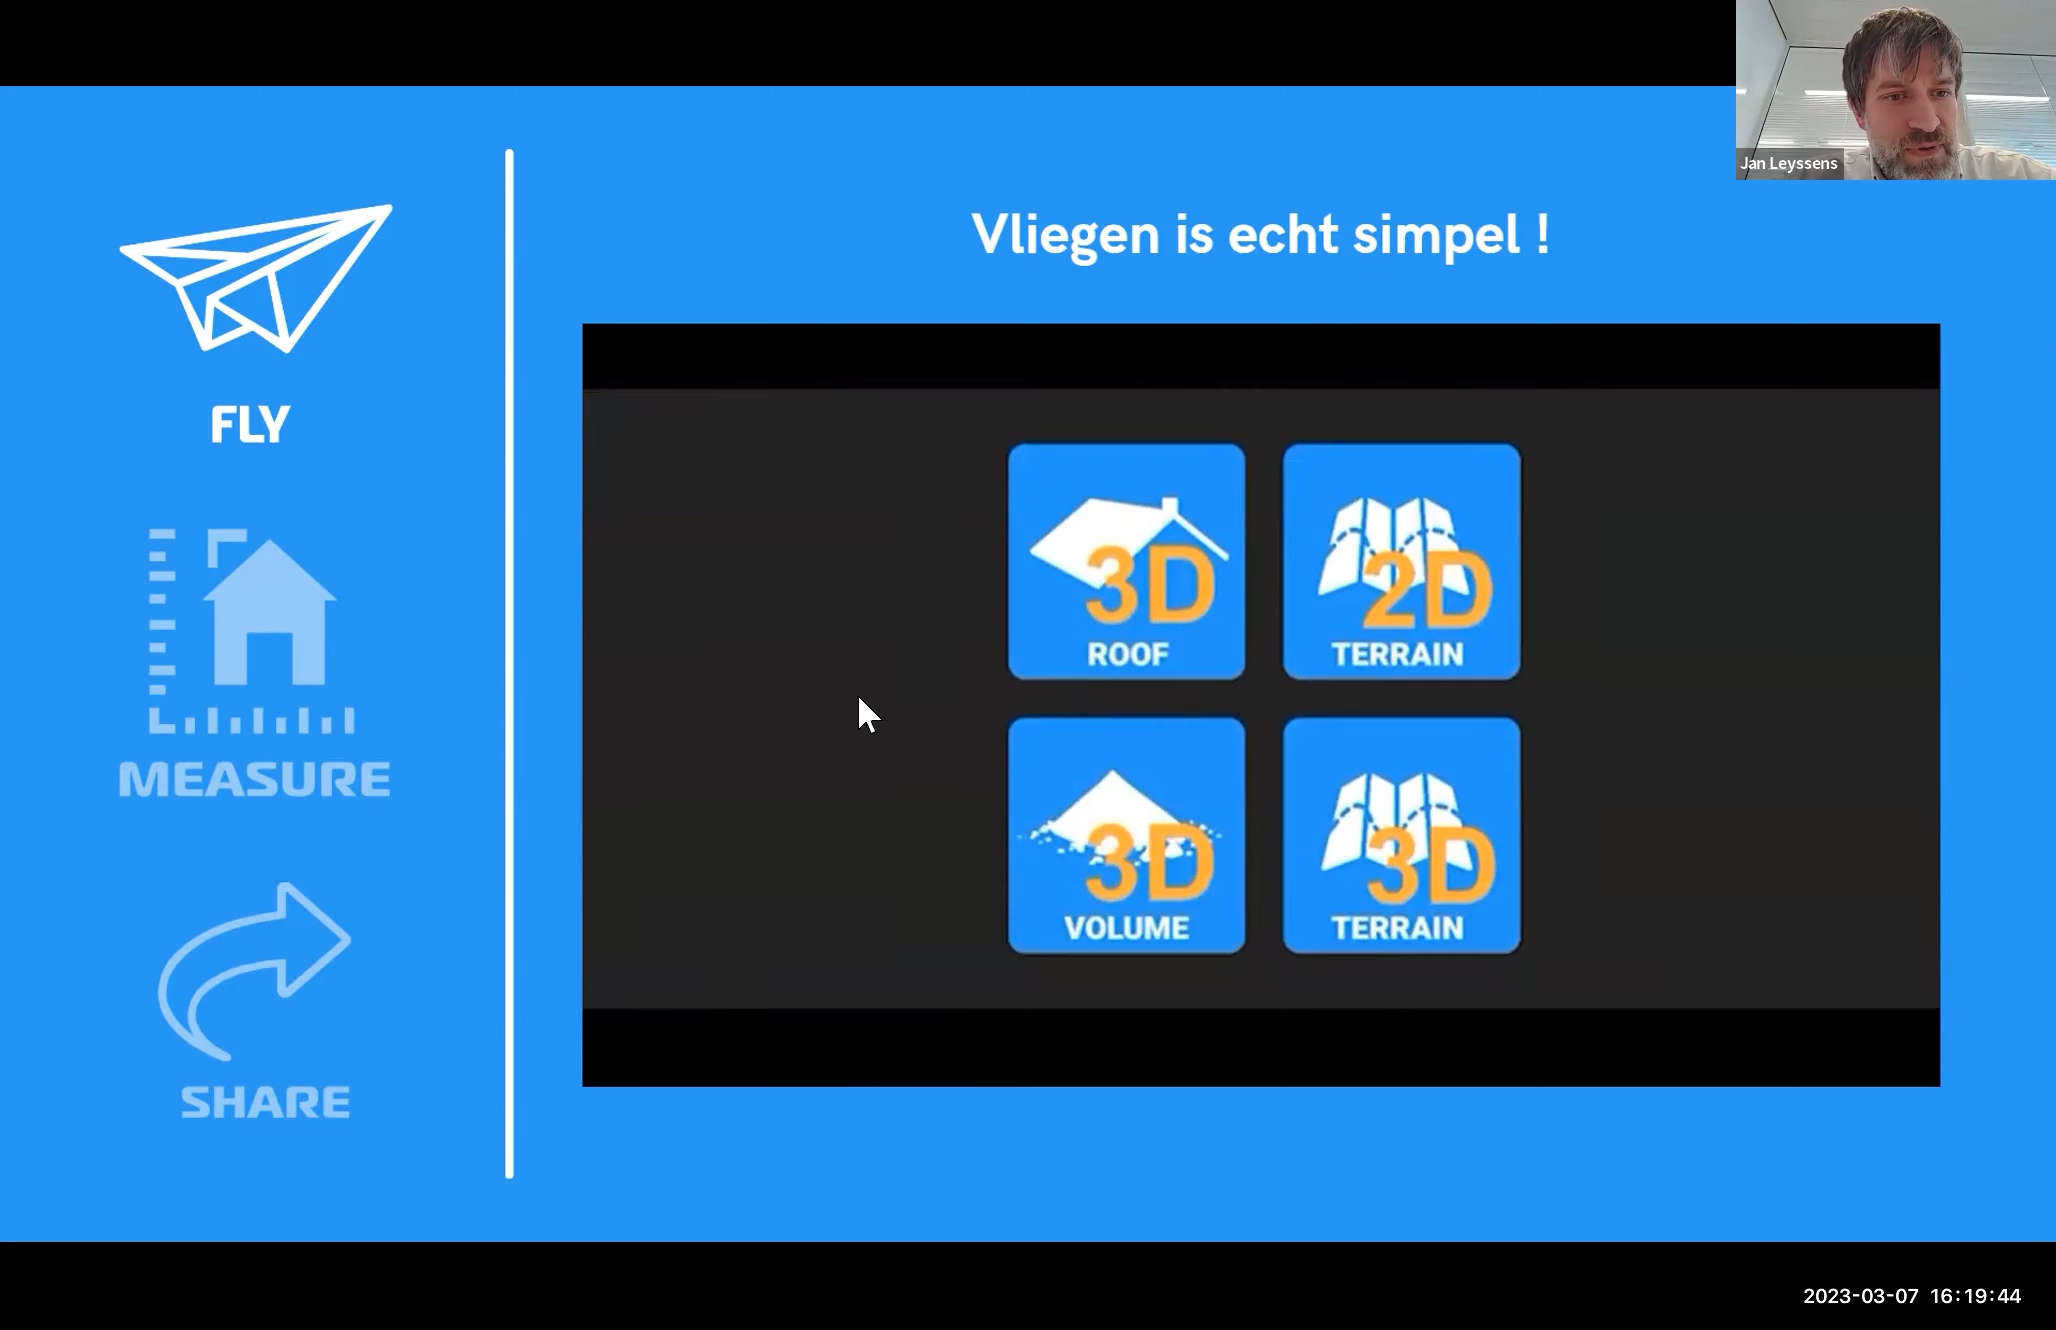 Jan Leyssens
Vliegen is echt simpel !
FLY
MEASURE
SHARE
3D
ROOF
2D
TERRAIN
3D
VOLUME
3D
TERRAIN
2023-03-07 16:19:44